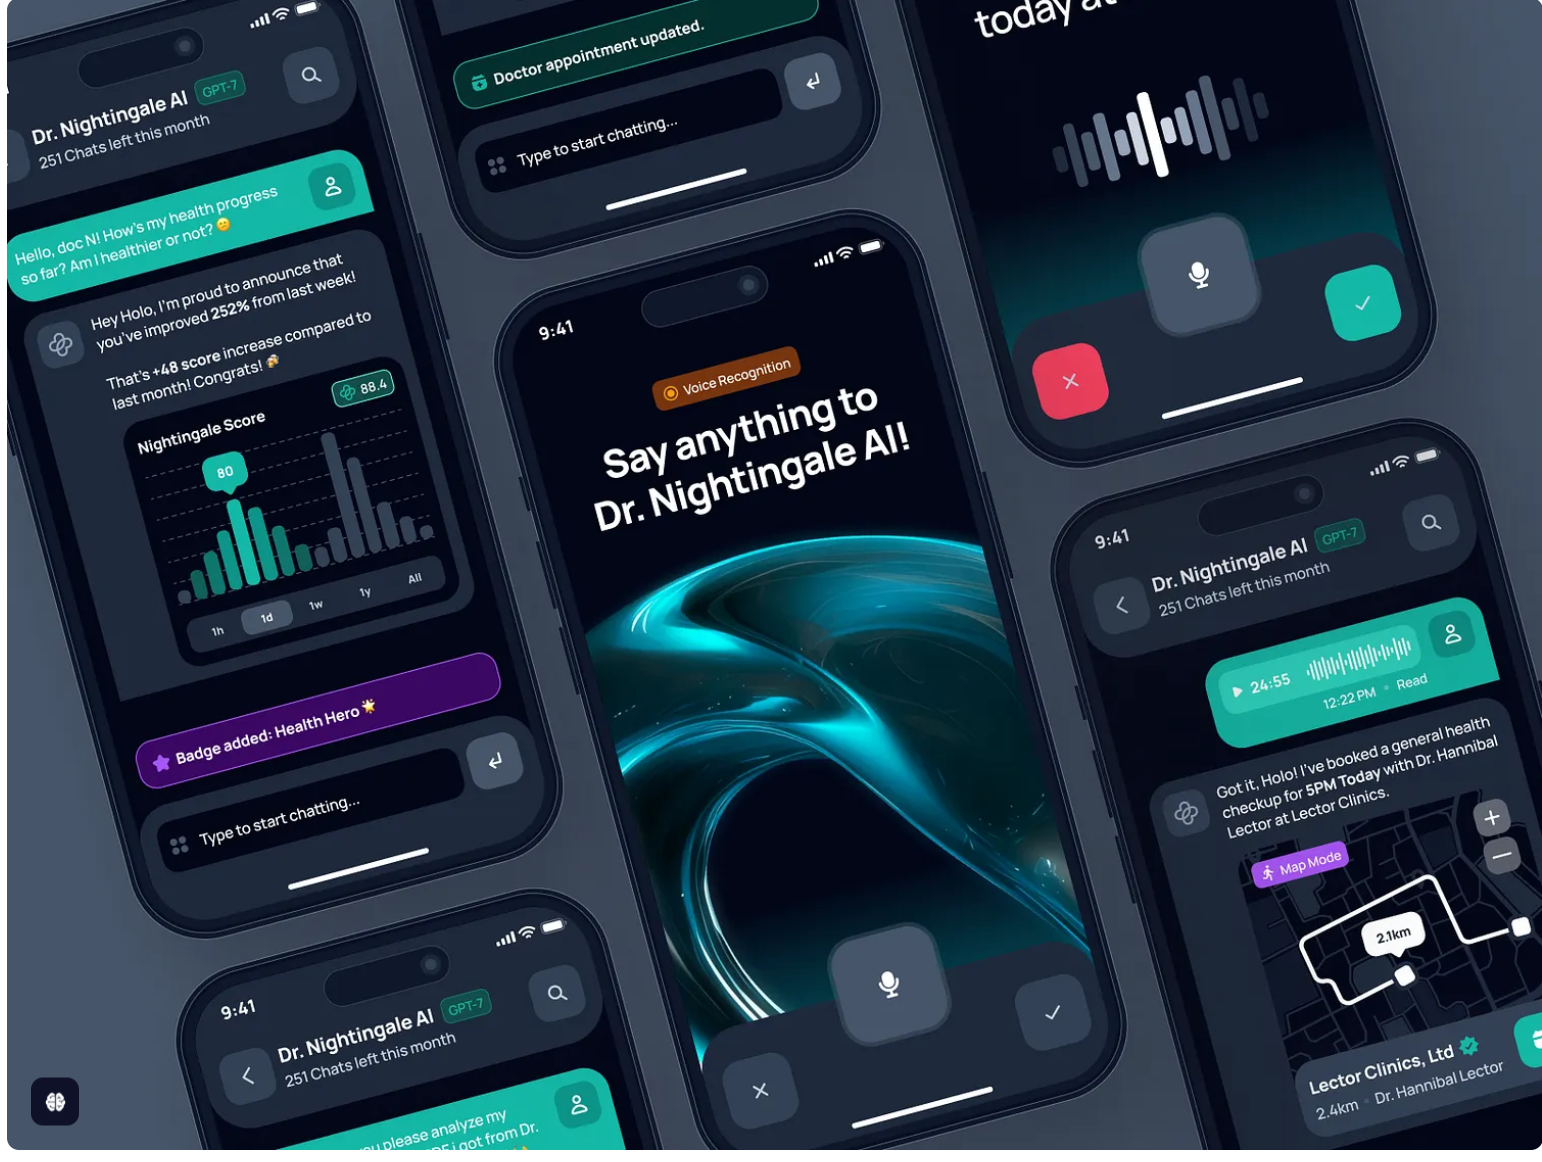 Dr. Nightingale AI GPT-7
251 Chats left this month
Hello, doc N! How's my health progress
so far? Am I healthier or not? 😊
Hey Holo, I'm proud to announce that
you've improved 252% from last week!
That's +48 score increase compared to
last month! Congrats!
Nightingale Score
88.4
80
1h
1d
1w
1y
All
Badge added: Health Hero 🌟
Type to start chatting...
Doctor appointment updated.
Type to start chatting...
today at
9:41
Voice Recognition
Say anything to
Dr. Nightingale AI!
9:41
Dr. Nightingale AI GPT-7
251 Chats left this month
24:55
12:22 PM • Read
Got it, Holo! I've booked a general health
checkup for 5PM Today with Dr. Hannibal
Lector at Lector Clinics.
Map Mode
2.1km
Lector Clinics, Ltd
2.4km • Dr. Hannibal Lector
9:41
Dr. Nightingale AI GPT-7
251 Chats left this month
please analyze my
i got from Dr.